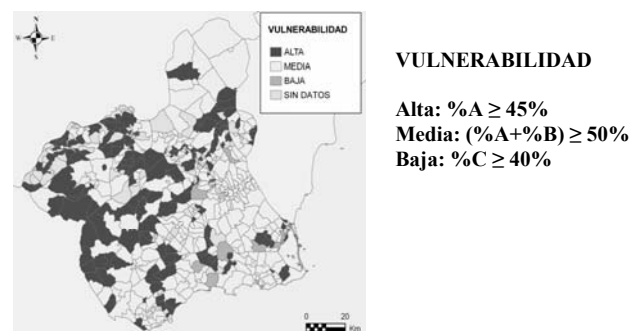 N
W E
S
VULNERABILIDAD
ALTA
MEDIA
BAJA
SIN DATOS
0 20
Km
VULNERABILIDAD
Alta: %A ≥ 45%
Media: (%A+%B) ≥ 50%
Baja: %C ≥ 40%